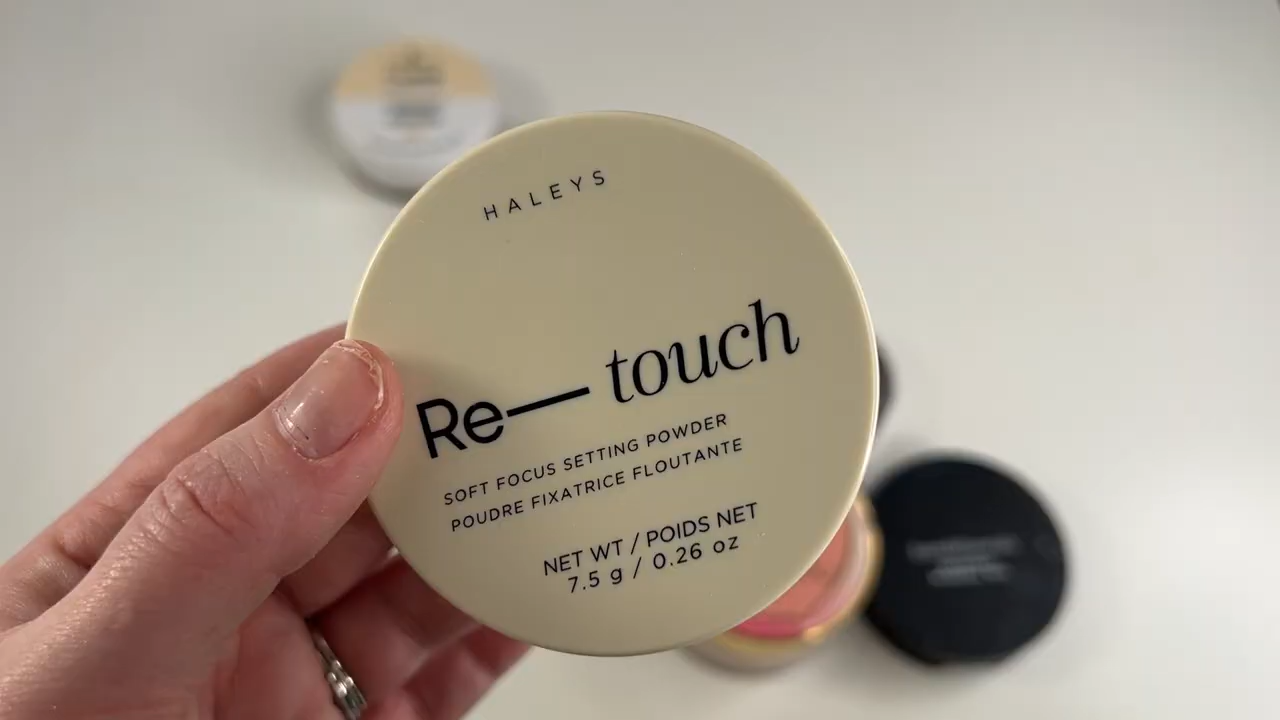 HALEYS
Re— touch
SOFT FOCUS SETTING POWDER
POUDRE FIXATRICE FLOUTANTE
NET WT / POIDS NET
7.5 g / 0.26 oz